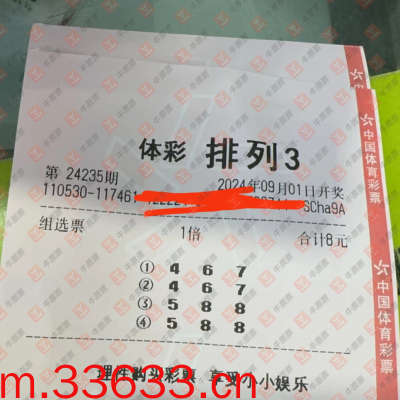 体彩 排列3
第 24235期
2024年09月01日开奖
110530-117461
SCha9A
组选票 1倍 合计8元
① 4 6 7
② 4 6 7
③ 5 8 8
④ 5 8 8
理性购买彩票 享受小小娱乐
中国体育彩票
中国体育彩票
m.33633.cn